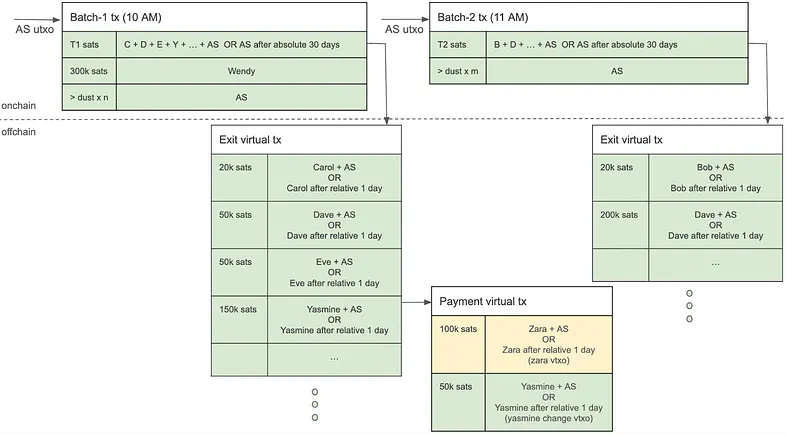 AS utxo
Batch-1 tx (10 AM)
T1 sats
C + D + E + Y + … + AS OR AS after absolute 30 days
300k sats
Wendy
> dust x n
AS
AS utxo
Batch-2 tx (11 AM)
T2 sats
B + D + … + AS OR AS after absolute 30 days
> dust x m
AS
onchain
offchain
Exit virtual tx
20k sats
Carol + AS
OR
Carol after relative 1 day
50k sats
Dave + AS
OR
Dave after relative 1 day
50k sats
Eve + AS
OR
Eve after relative 1 day
150k sats
Yasmine + AS
OR
Yasmine after relative 1 day
…
O
O
O
Payment virtual tx
100k sats
Zara + AS
OR
Zara after relative 1 day
(zara vtxo)
50k sats
Yasmine + AS
OR
Yasmine after relative 1 day
(yasmine change vtxo)
Exit virtual tx
20k sats
Bob + AS
OR
Bob after relative 1 day
200k sats
Dave + AS
OR
Dave after relative 1 day
…
O
O
O